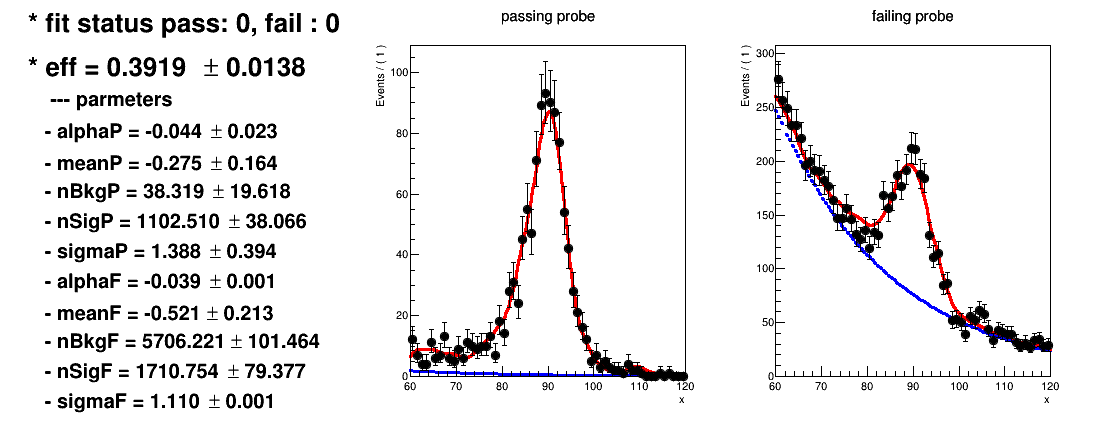 * fit status pass: 0, fail : 0
* eff = 0.3919 ± 0.0138
--- parmeters
- alphaP = -0.044 ± 0.023
- meanP = -0.275 ± 0.164
- nBkgP = 38.319 ± 19.618
- nSigP = 1102.510 ± 38.066
- sigmaP = 1.388 ± 0.394
- alphaF = -0.039 ± 0.001
- meanF = -0.521 ± 0.213
- nBkgF = 5706.221 ± 101.464
- nSigF = 1710.754 ± 79.377
- sigmaF = 1.110 ± 0.001
passing probe
Events / ( 1 )
100
80
60
40
20
0
60 70 80 90 100 110 120
x
failing probe
Events / ( 1 )
300
250
200
150
100
50
0
60 70 80 90 100 110 120
x